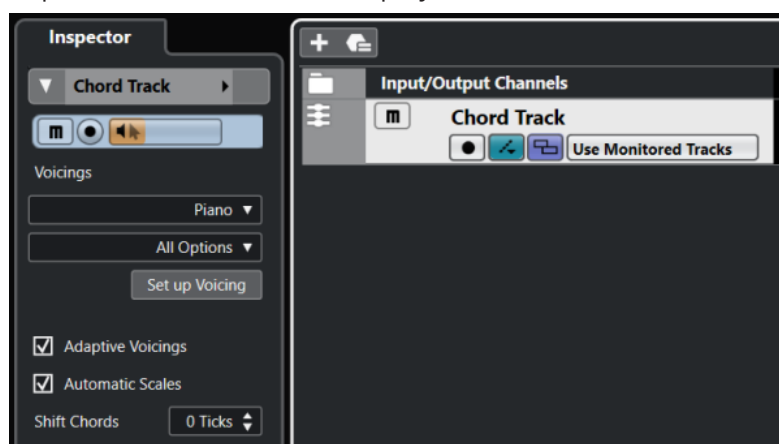 Inspector
Chord Track
m
Voicings
Piano
All Options
Set up Voicing
Adaptive Voicings
Automatic Scales
Shift Chords 0 Ticks
Input/Output Channels
m Chord Track
Use Monitored Tracks